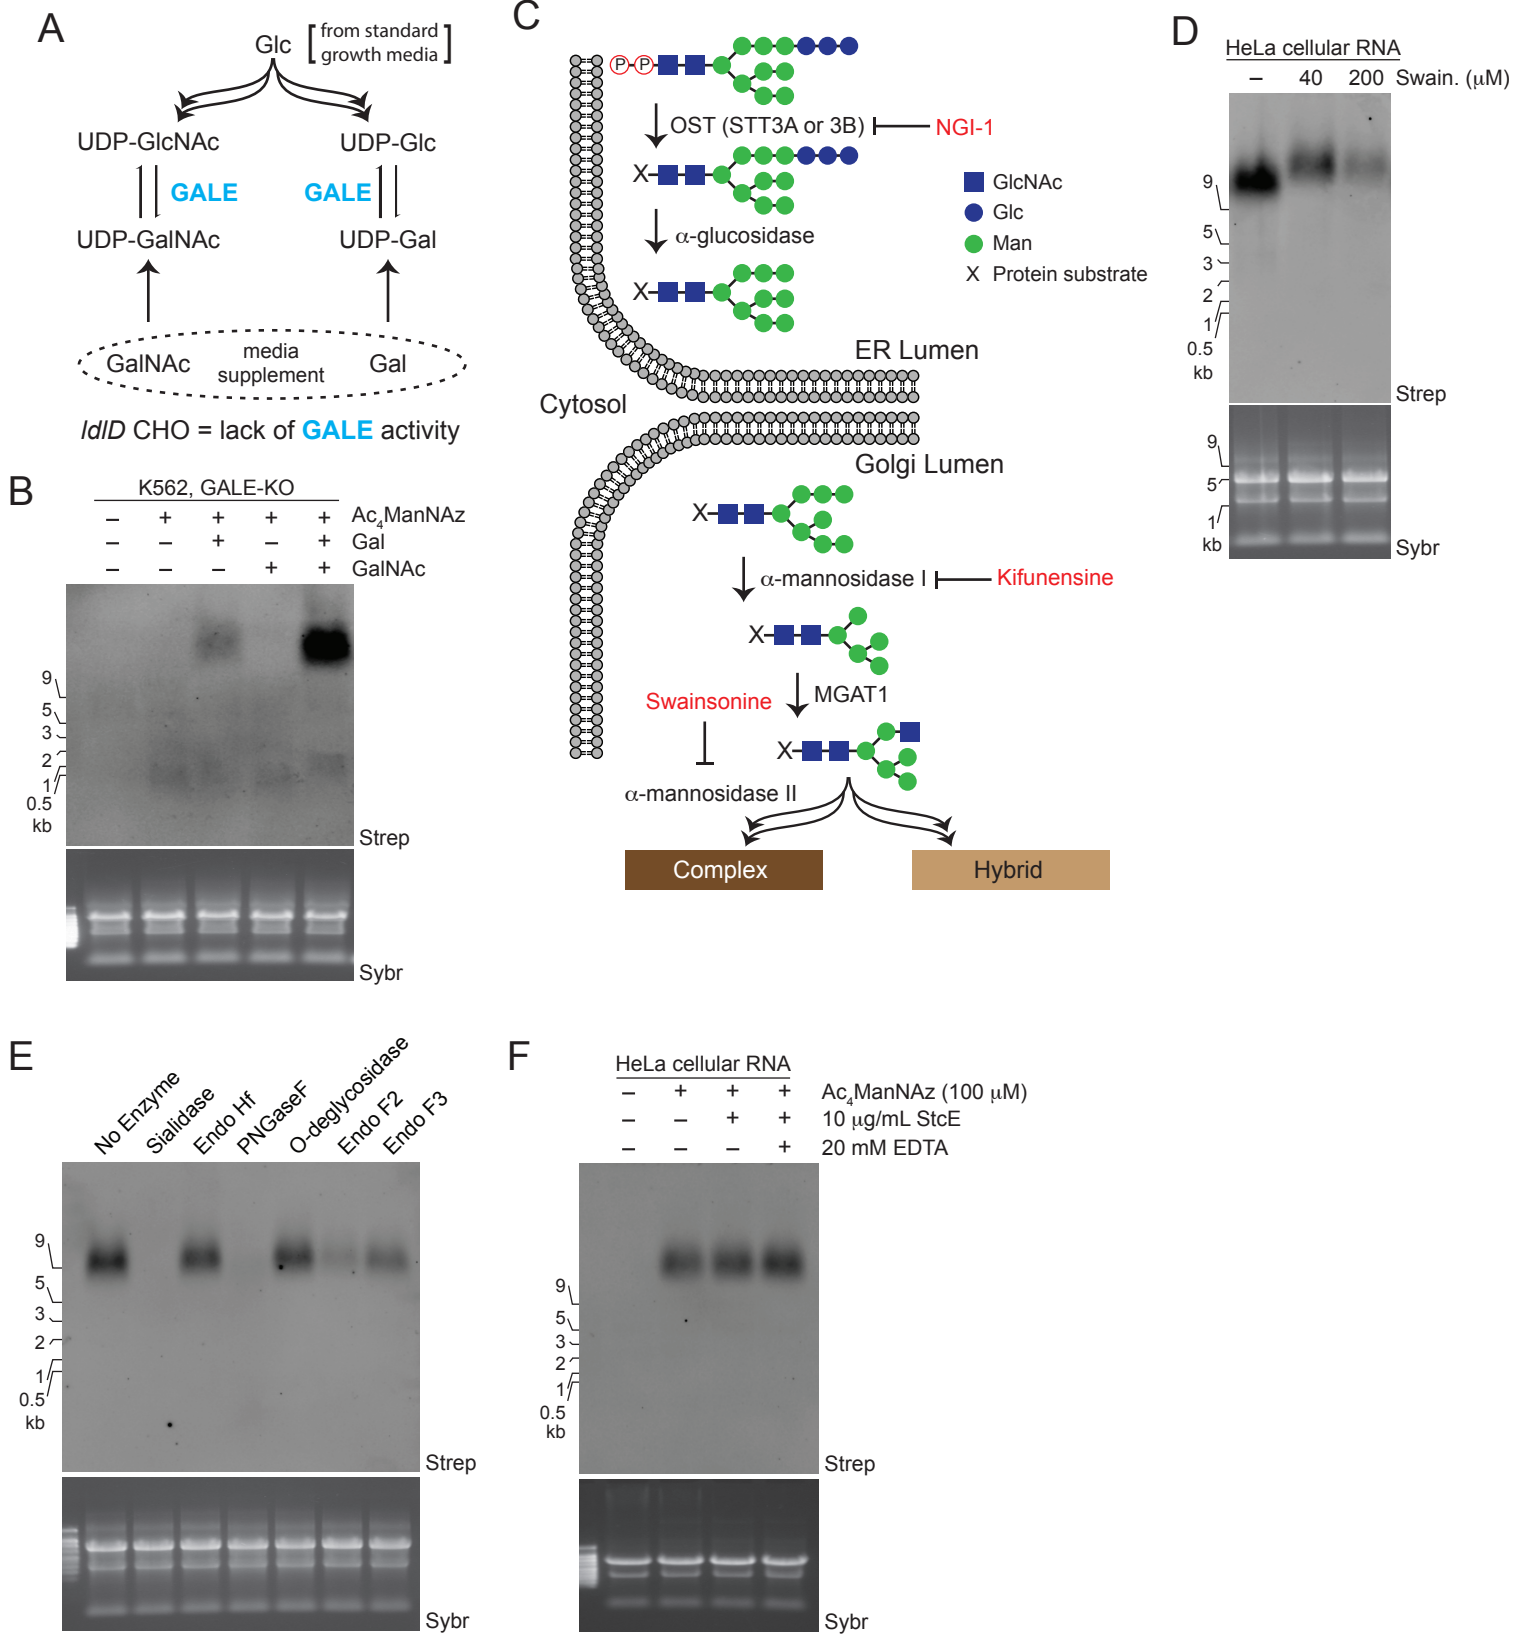 A
Glc [from standard
growth media]
UDP-GlcNAc UDP-Glc
GALE GALE
UDP-GalNAc UDP-Gal
GalNAc media
supplement Gal
ldlD CHO = lack of GALE activity
B
K562, GALE-KO
– + + + + Ac4ManNAz
– – + – + Gal
– – – + + GalNAc
9
5
3
2
1
0.5
kb
Strep
Sybr
C
P P
OST (STT3A or 3B) NGI-1
X
α-glucosidase
X
GlcNAc
Glc
Man
X Protein substrate
ER Lumen
Cytosol
Golgi Lumen
X
α-mannosidase I Kifunensine
X
Swainsonine MGAT1
X
α-mannosidase II
Complex Hybrid
D
HeLa cellular RNA
– 40 200 Swain. (μM)
9
5
3
2
1
0.5
kb
Strep
9
5
1
kb
Sybr
E
No Enzyme
Sialidase
Endo Hf
PNGaseF
O-deglycosidase
Endo F2
Endo F3
9
5
3
2
1
0.5
kb
Strep
Sybr
F
HeLa cellular RNA
– + + + Ac4ManNAz (100 μM)
– – + + 10 μg/mL StcE
– – – + 20 mM EDTA
9
5
3
2
1
0.5
kb
Strep
Sybr